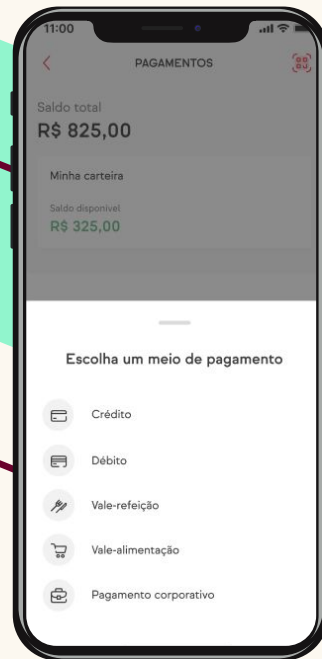 11:00
PAGAMENTOS
Saldo total
R$ 825,00
Minha carteira
Saldo disponível
R$ 325,00
Escolha um meio de pagamento
Crédito
Débito
Vale-refeição
Vale-alimentação
Pagamento corporativo